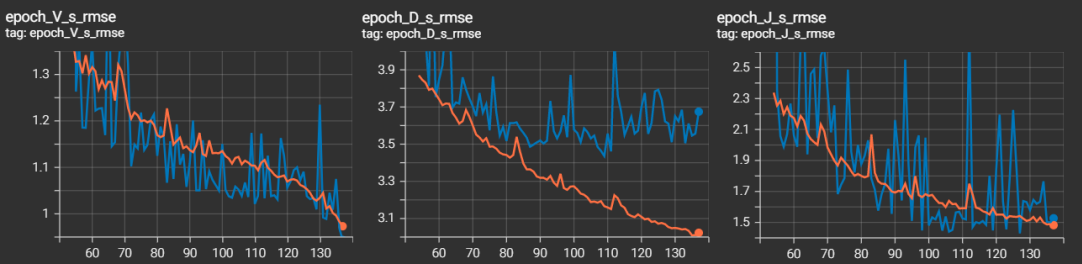 epoch_V_s_rmse
tag: epoch_V_s_rmse
1.3
1.2
1.1
1
60 70 80 90 100 110 120 130
epoch_D_s_rmse
tag: epoch_D_s_rmse
3.9
3.7
3.5
3.3
3.1
60 70 80 90 100 110 120 130
epoch_J_s_rmse
tag: epoch_J_s_rmse
2.5
2.3
2.1
1.9
1.7
1.5
60 70 80 90 100 110 120 130